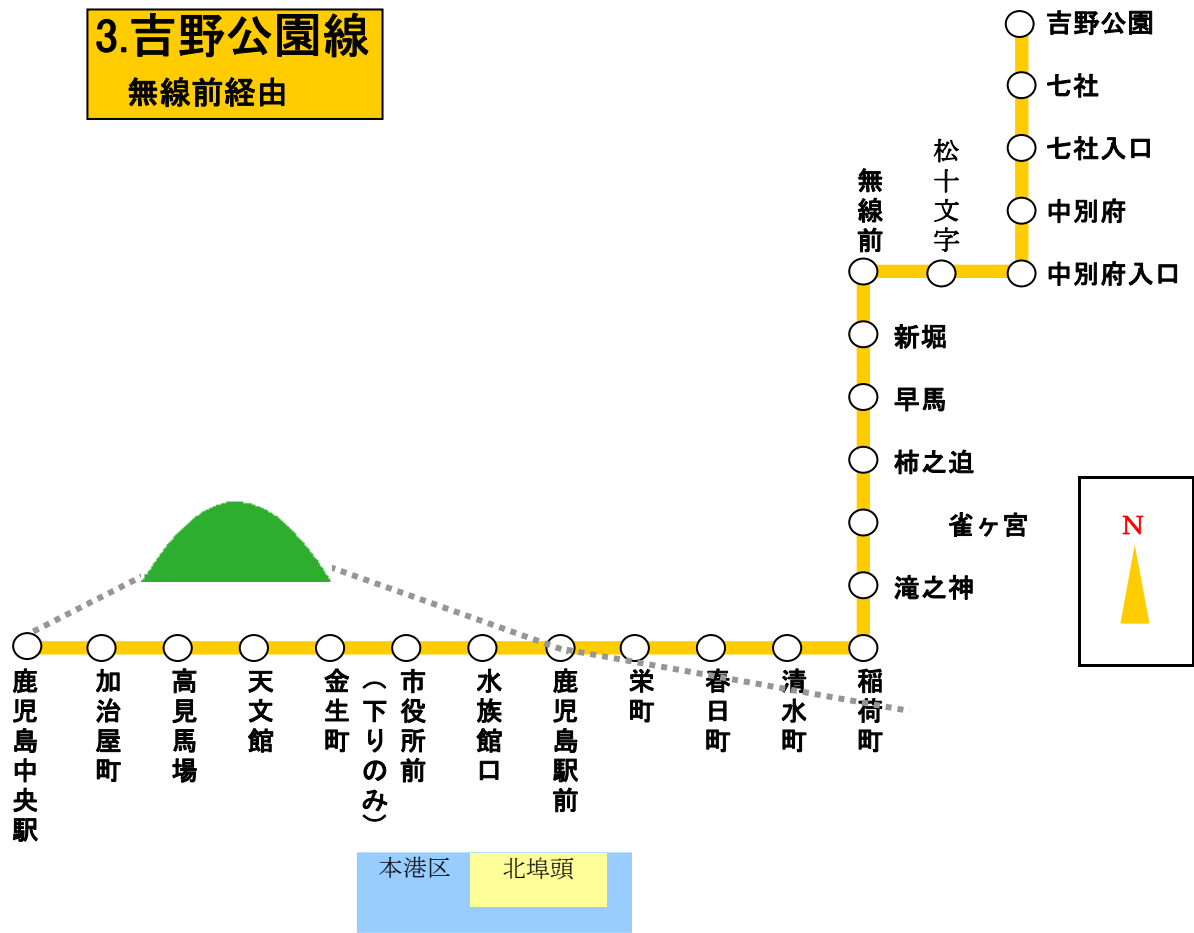 3.吉野公園線
無線前経由
吉野公園
七社
七社入口
中別府
中別府入口
松十文字
無線前
新堀
早馬
柿之迫
雀ヶ宮
滝之神
N
鹿児島中央駅
加治屋町
高見馬場
天文館
金生町
市役所前
（下りのみ）
水族館口
鹿児島駅前
栄町
春日町
清水町
稲荷町
本港区
北埠頭